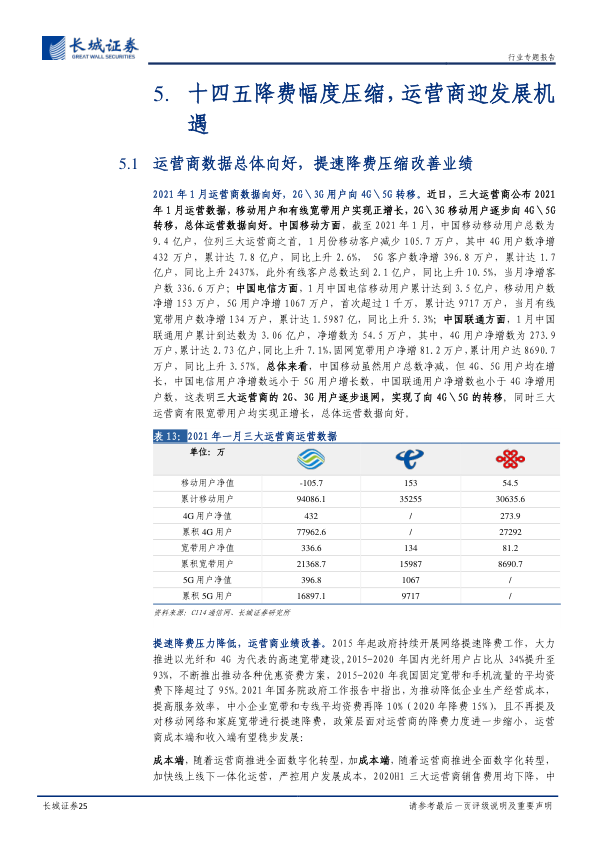 长城证券
GREAT WALL SECURITIES
行业专题报告
5. 十四五降费幅度压缩，运营商迎发展机
遇
5.1 运营商数据总体向好，提速降费压缩改善业绩
2021 年 1 月运营商数据向好，2G\3G 用户向 4G\5G 转移。近日，三大运营商公布 2021
年 1 月运营数据，移动用户和有线宽带用户实现正增长，2G\3G 移动用户逐步向 4G\5G
转移，总体运营数据向好。中国移动方面，截至 2021 年 1 月，中国移动移动用户总数为
9.4 亿户，位列三大运营商之首，1 月份移动客户减少 105.7 万户，其中 4G 用户数净增
432 万户，累计达 7.8 亿户，同比上升 2.6%， 5G 客户数净增 396.8 万户，累计达 1.7
亿户，同比上升 2437%，此外有线客户总数达到 2.1 亿户，同比上升 10.5%，当月净增客
户数 336.6 万户；中国电信方面，1 月中国电信移动用户累计达到 3.5 亿户，移动用户数
净增 153 万户，5G 用户净增 1067 万户，首次超过 1 千万，累计达 9717 万户，当月有线
宽带用户数净增 134 万户，累计达 1.5987 亿，同比上升 5.3%；中国联通方面，1 月中国
联通用户累计到达数为 3.06 亿户，净增数为 54.5 万户，其中，4G 用户净增数为 273.9
万户，累计达 2.73 亿户，同比上升 7.1%，固网宽带用户净增 81.2 万户，累计用户达 8690.7
万户，同比上升 3.57%。总体来看，中国移动虽然用户总数净减，但 4G、5G 用户均在增
长，中国电信用户净增数远小于 5G 用户增长数，中国联通用户净增数也小于 4G 净增用
户数，这表明三大运营商的 2G、3G 用户逐步退网，实现了向 4G\5G 的转移，同时三大
运营商有限宽带用户均实现正增长，总体运营数据向好。
表 13：2021 年一月三大运营商运营数据
单位：万
移动用户净值 -105.7 153 54.5
累计移动用户 94086.1 35255 30635.6
4G 用户净值 432 / 273.9
累积 4G 用户 77962.6 / 27292
宽带用户净值 336.6 134 81.2
累积宽带用户 21368.7 15987 8690.7
5G 用户净值 396.8 1067 /
累积 5G 用户 16897.1 9717 /
资料来源：C114 通信网、长城证券研究所
提速降费压力降低，运营商业绩改善。2015 年起政府持续开展网络提速降费工作，大力
推进以光纤和 4G 为代表的高速宽带建设，2015-2020 年国内光纤用户占比从 34%提升至
93%，不断推出推动各种优惠资费方案，2015-2020 年我国固定宽带和手机流量的平均资
费下降超过了 95%。2021 年国务院政府工作报告中指出，为推动降低企业生产经营成本，
提高服务效率，中小企业宽带和专线平均资费再降 10%（2020 年降费 15%），且不再提及
对移动网络和家庭宽带进行提速降费，政策层面对运营商的降费力度进一步缩小，运营
商成本端和收入端有望稳步发展；
成本端，随着运营商推进全面数字化转型，加成本端，随着运营商推进全面数字化转型，
加快线上线下一体化运营，严控用户发展成本，2020H1 三大运营商销售费用均下降，中
长城证券25
请参考最后一页评级说明及重要声明